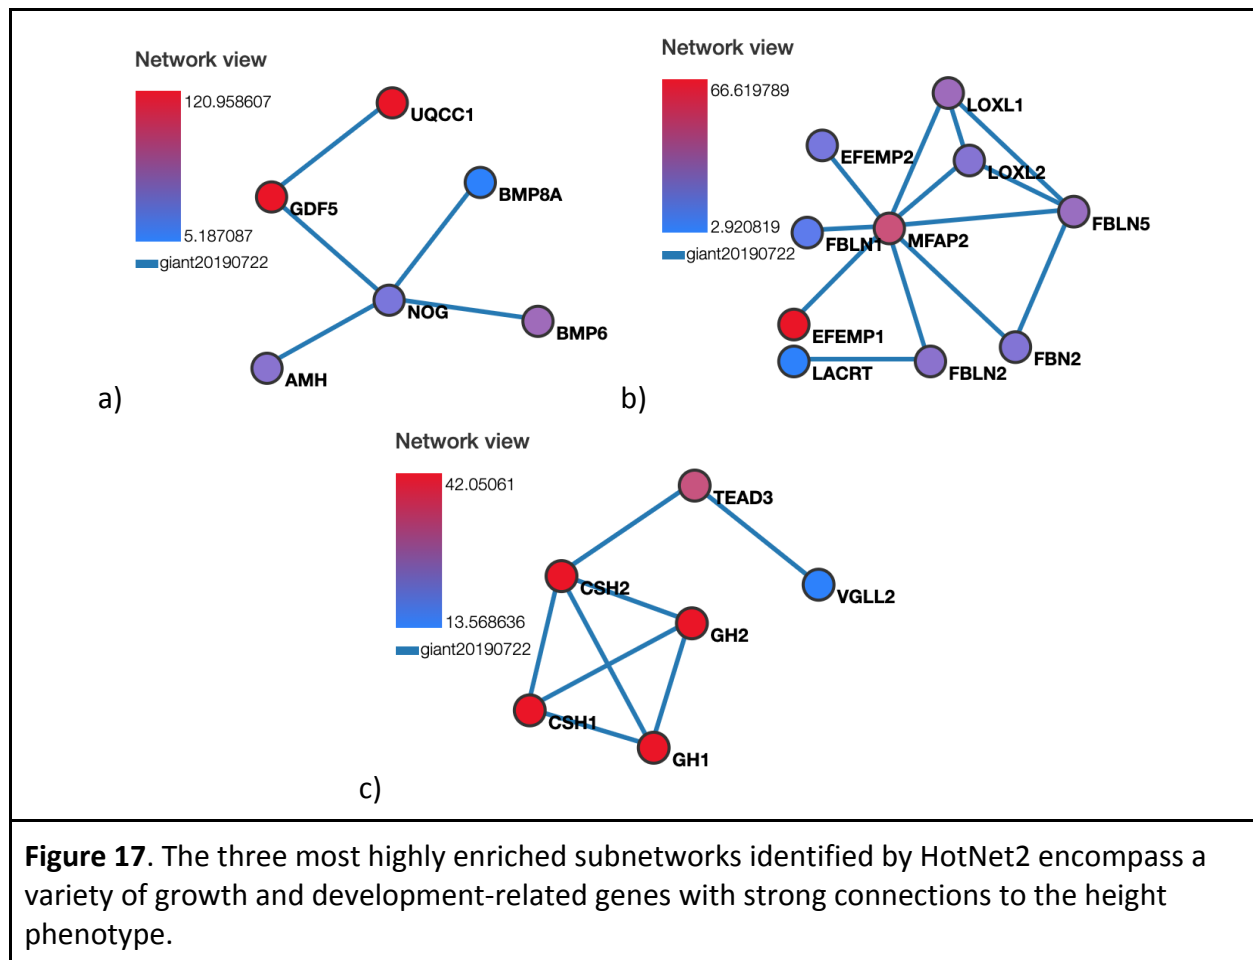 Network view
120.958607
5.187087
giant20190722
UQCC1
BMP8A
GDF5
NOG
BMP6
AMH
a)
Network view
66.619789
2.920819
giant20190722
LOXL1
EFEMP2
LOXL2
FBLN5
FBLN1
MFAP2
EFEMP1
FBN2
LACRT
FBLN2
b)
Network view
42.05061
13.568636
giant20190722
TEAD3
CSH2
VGLL2
GH2
CSH1
GH1
c)
Figure 17. The three most highly enriched subnetworks identified by HotNet2 encompass a
variety of growth and development-related genes with strong connections to the height
phenotype.